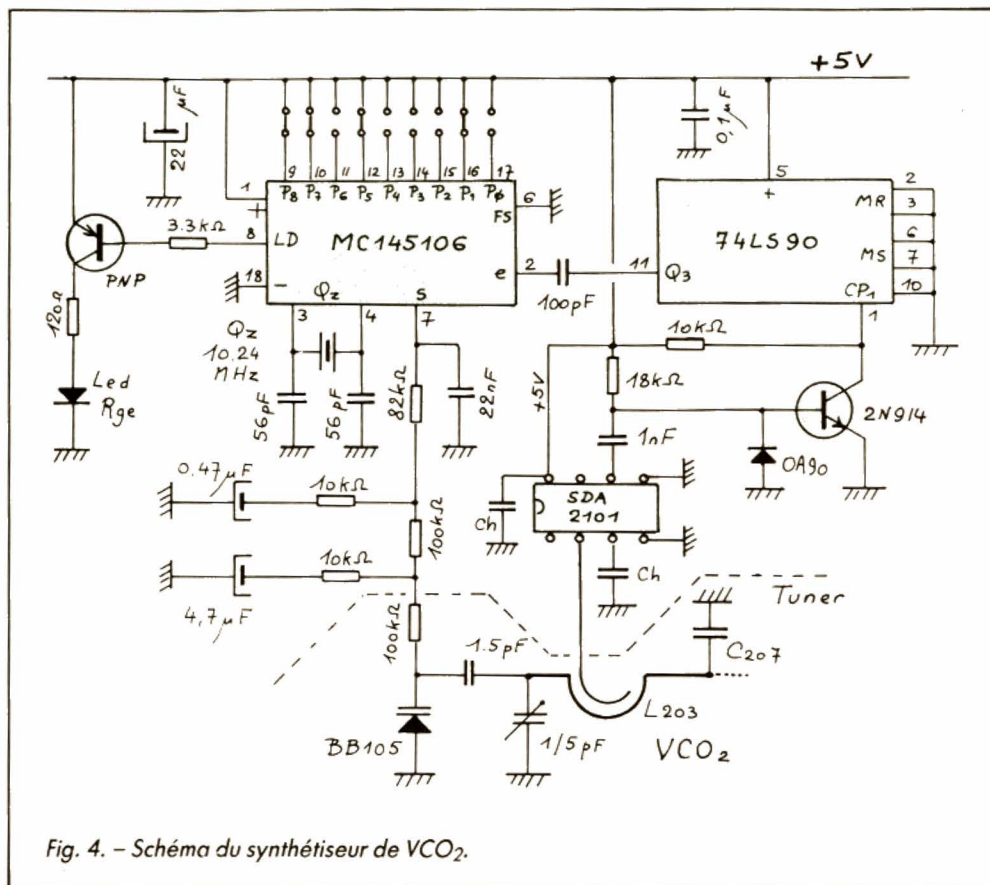 +5V
22 µF
0,1µF
9 10 11 12 13 14 15 16 17
P8 P7 P6 P5 P4 P3 P2 P1 PΦ
1
+
5
+
FS
6
MR
2
3
3.3kΩ
8
LD
MC145106
74LS90
6
PNP
e
2
11
Q3
MS
7
18
-
100pF
10
Qz
S
CP1
3
4
7
1
120Ω
Qz
10.24
MHz
10kΩ
Led
Rge
56pF
56pF
82kΩ
22nF
+5V
18kΩ
2N914
1nF
OA90
0,47µF
10kΩ
SDA
2101
Ch
100kΩ
10kΩ
Ch
4,7µF
Tuner
100kΩ
1.5pF
C207
L203
BB105
1/5pF
VCO2
Fig. 4. – Schéma du synthétiseur de VCO2.